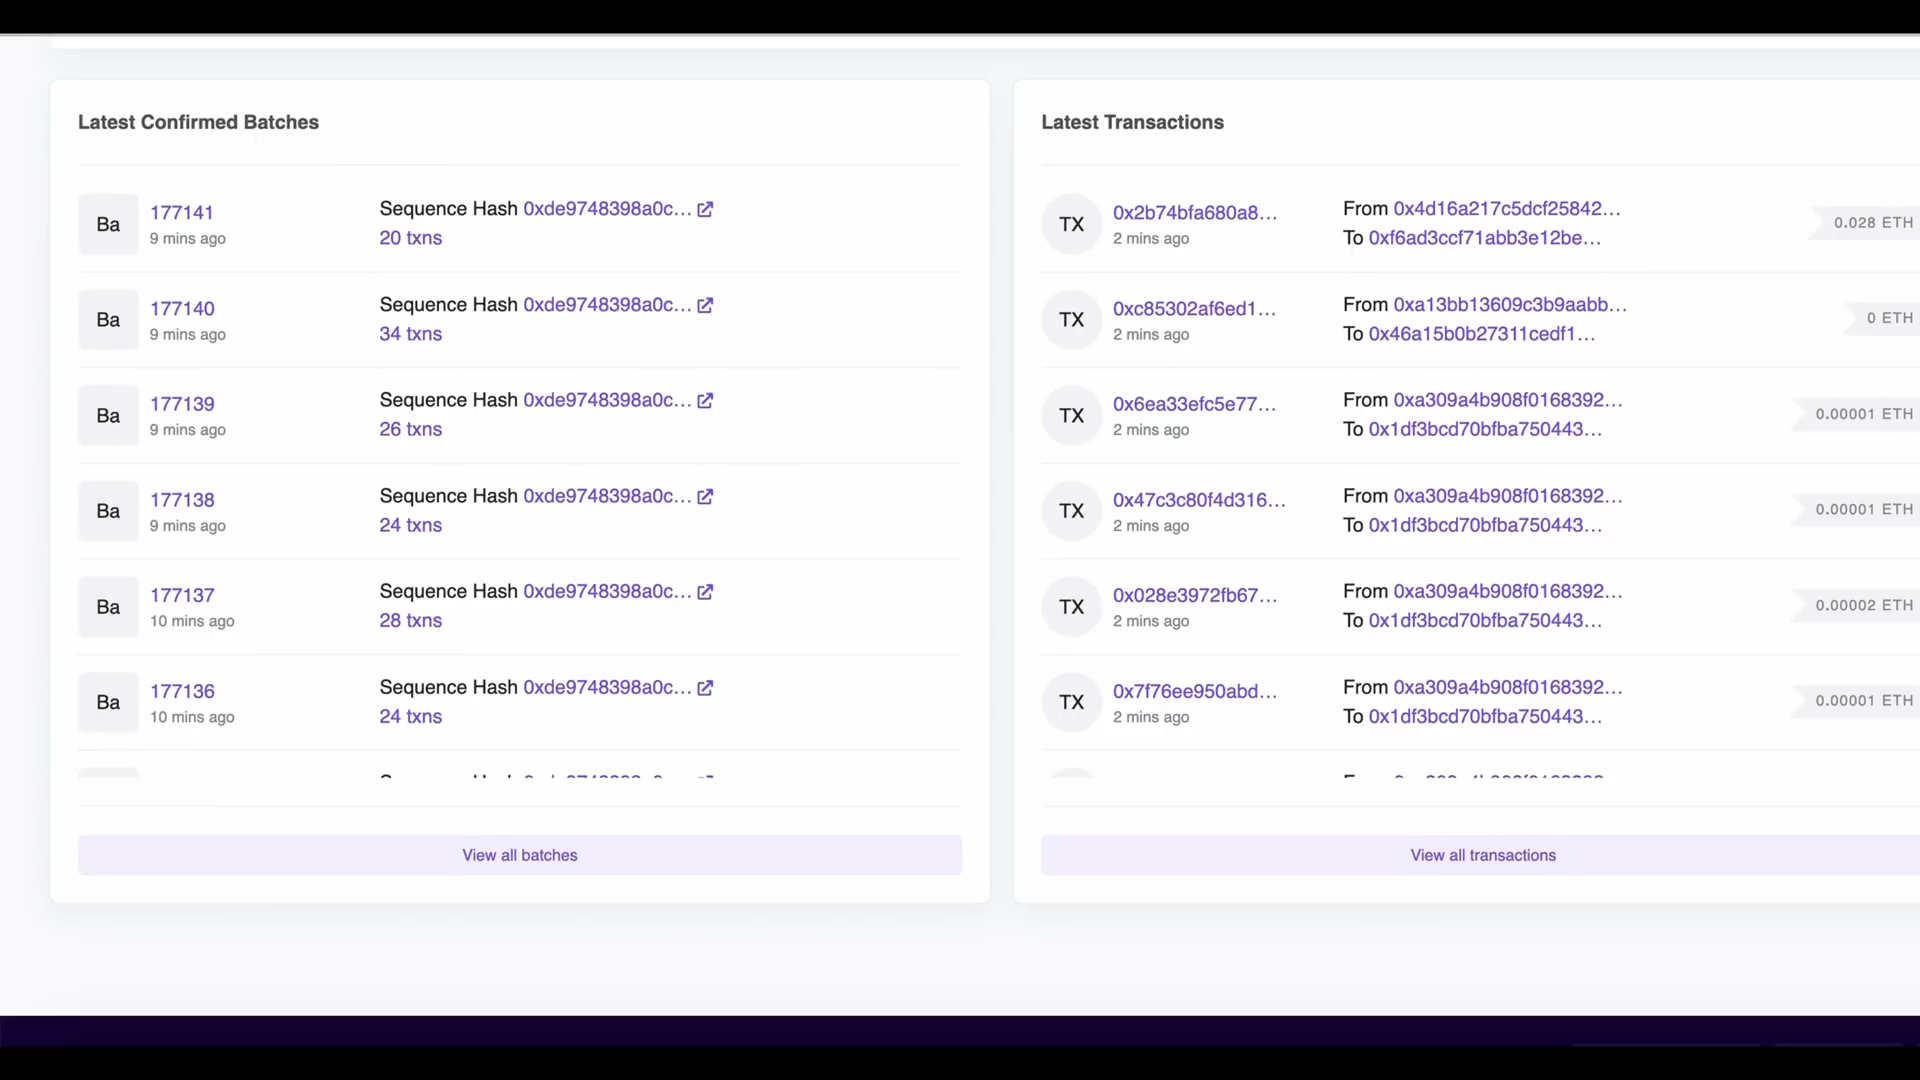 Latest Confirmed Batches
Ba
177141
9 mins ago
Sequence Hash 0xde9748398a0c...
20 txns
Ba
177140
9 mins ago
Sequence Hash 0xde9748398a0c...
34 txns
Ba
177139
9 mins ago
Sequence Hash 0xde9748398a0c...
26 txns
Ba
177138
9 mins ago
Sequence Hash 0xde9748398a0c...
24 txns
Ba
177137
10 mins ago
Sequence Hash 0xde9748398a0c...
28 txns
Ba
177136
10 mins ago
Sequence Hash 0xde9748398a0c...
24 txns
View all batches
Latest Transactions
TX
0x2b74bfa680a8...
2 mins ago
From 0x4d16a217c5dcf25842...
To 0xf6ad3ccf71abb3e12be...
0.028 ETH
TX
0xc85302af6ed1...
2 mins ago
From 0xa13bb13609c3b9aabb...
To 0x46a15b0b27311cedf1...
0 ETH
TX
0x6ea33efc5e77...
2 mins ago
From 0xa309a4b908f0168392...
To 0x1df3bcd70bfba750443...
0.00001 ETH
TX
0x47c3c80f4d316...
2 mins ago
From 0xa309a4b908f0168392...
To 0x1df3bcd70bfba750443...
0.00001 ETH
TX
0x028e3972fb67...
2 mins ago
From 0xa309a4b908f0168392...
To 0x1df3bcd70bfba750443...
0.00002 ETH
TX
0x7f76ee950abd...
2 mins ago
From 0xa309a4b908f0168392...
To 0x1df3bcd70bfba750443...
0.00001 ETH
View all transactions